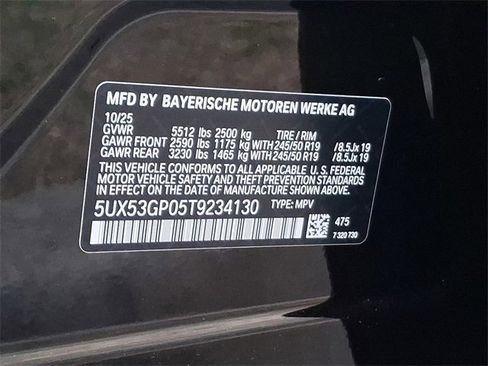 MFD BY BAYERISCHE MOTOREN WERKE AG
10/25
GVWR 5512 lbs 2500 kg TIRE / RIM
GAWR FRONT 2590 lbs 1175 kg WITH 245/50 R19 /8.5Jx 19
GAWR REAR 3230 lbs 1465 kg WITH 245/50 R19 /8.5Jx 19
THIS VEHICLE CONFORMS TO ALL APPLICABLE U.S. FEDERAL
MOTOR VEHICLE SAFETY AND THEFT PREVENTION STANDARDS
IN EFFECT ON THE DATE OF MANUFACTURE SHOWN ABOVE.
5UX53GP05T9234130 TYPE: MPV
475
7 320 730